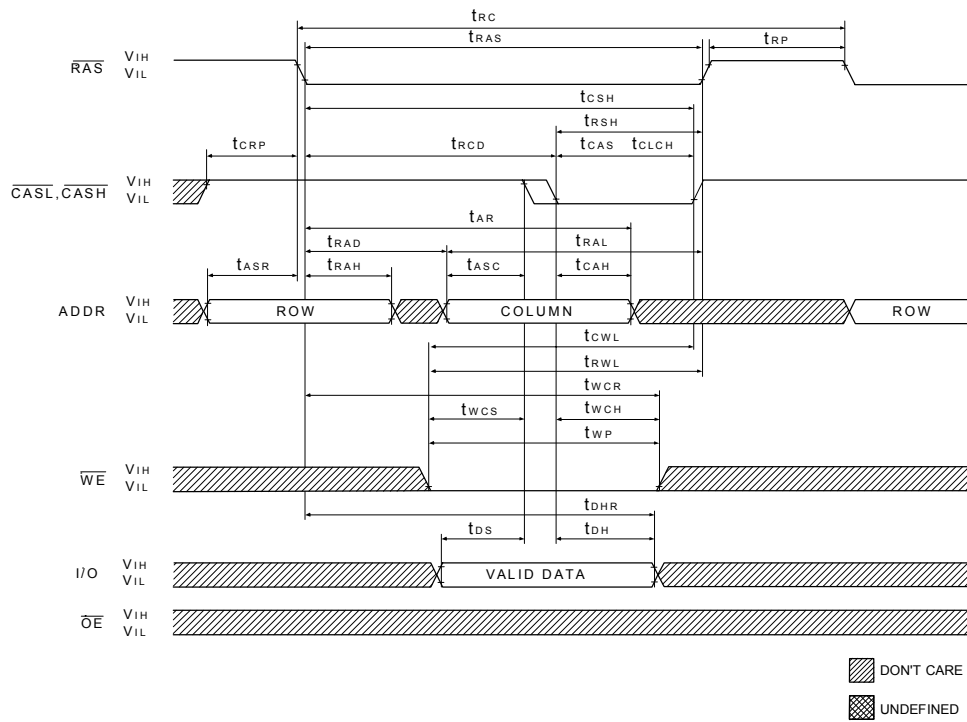 tRC
tRAS
tRP
RAS
VIH
VIL
tCSH
tRSH
tCRP
tRCD
tCAS
tCLCH
CASL,CASH
VIH
VIL
tAR
tRAD
tRAL
tASR
tRAH
tASC
tCAH
ADDR
VIH
VIL
ROW
COLUMN
ROW
tCWL
tRWL
tWCR
tWCS
tWCH
tWP
WE
VIH
VIL
tDHR
tDS
tDH
I/O
VIH
VIL
VALID DATA
OE
VIH
VIL
DON'T CARE
UNDEFINED